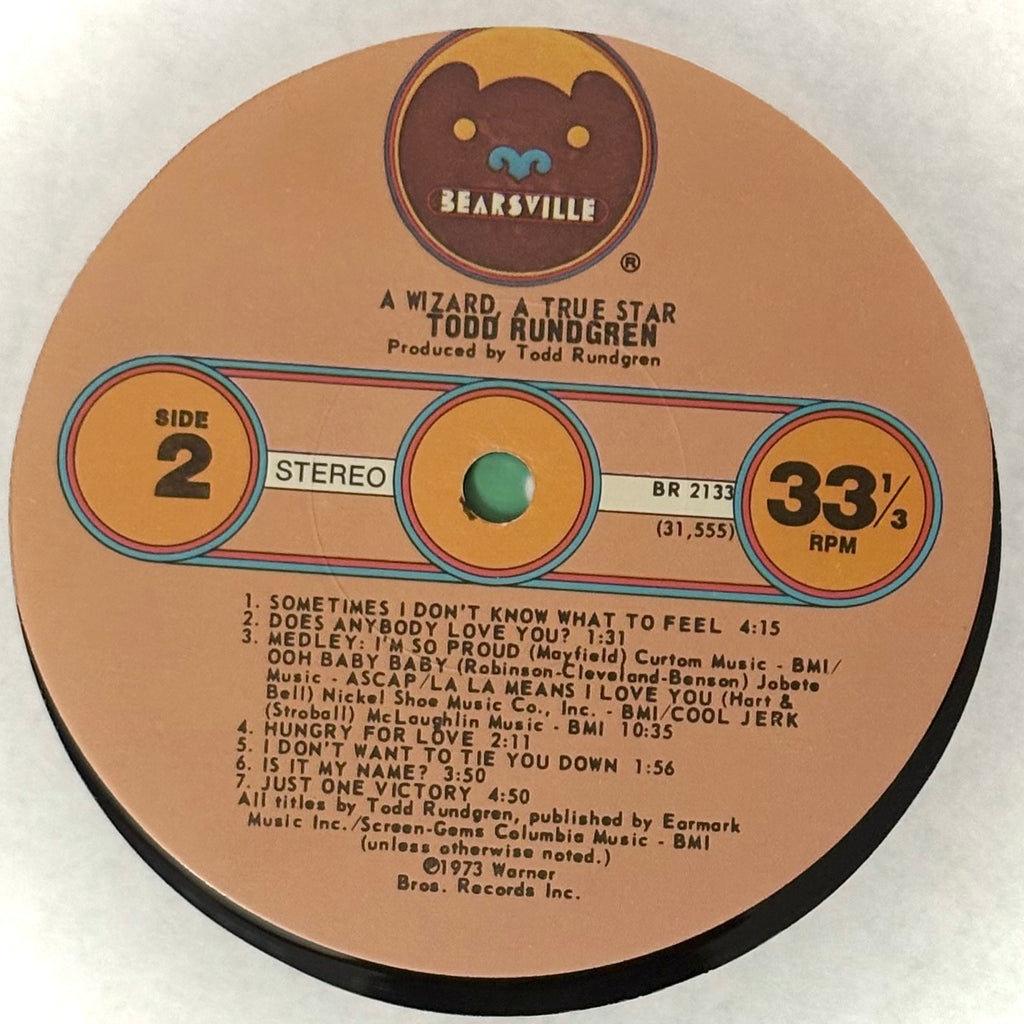 BEARSVILLE
®
A WIZARD, A TRUE STAR
TODD RUNDGREN
Produced by Todd Rundgren
SIDE
2
STEREO
BR 2133
(31,555)
33 1/3
RPM
1. SOMETIMES I DON'T KNOW WHAT TO FEEL 4:15
2. DOES ANYBODY LOVE YOU? 1:31
3. MEDLEY: I'M SO PROUD (Mayfield) Curtom Music - BMI/
OOH BABY BABY (Robinson-Cleveland-Benson) Jobete
Music - ASCAP/LA LA MEANS I LOVE YOU (Hart &
Bell) Nickel Shoe Music Co., Inc. - BMI/COOL JERK
(Stroball) McLaughlin Music - BMI 10:35
4. HUNGRY FOR LOVE 2:11
5. I DON'T WANT TO TIE YOU DOWN 1:56
6. IS IT MY NAME? 3:50
7. JUST ONE VICTORY 4:50
All titles by Todd Rundgren, published by Earmark
Music Inc./Screen-Gems Columbia Music - BMI
(unless otherwise noted.)
℗1973 Warner
Bros. Records Inc.